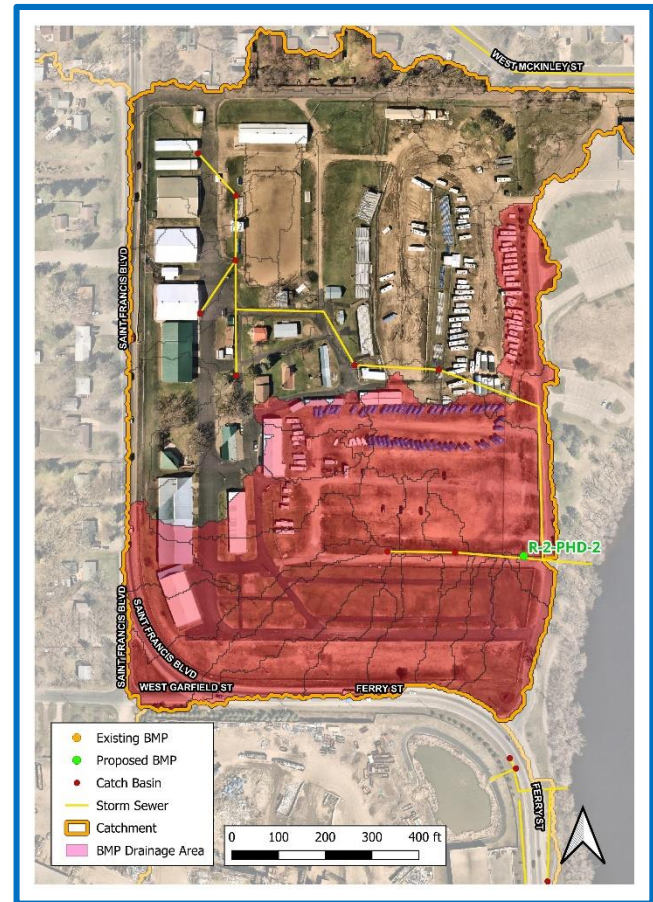 WEST MCKINLEY ST
SAINT FRANCIS BLVD
R-2-PHD-2
SAINT FRANCIS BLVD
SAINT FRANCIS BLVD
WEST GARFIELD ST
FERRY ST
FERRY ST
Existing BMP
Proposed BMP
Catch Basin
Storm Sewer
Catchment
BMP Drainage Area
0 100 200 300 400 ft